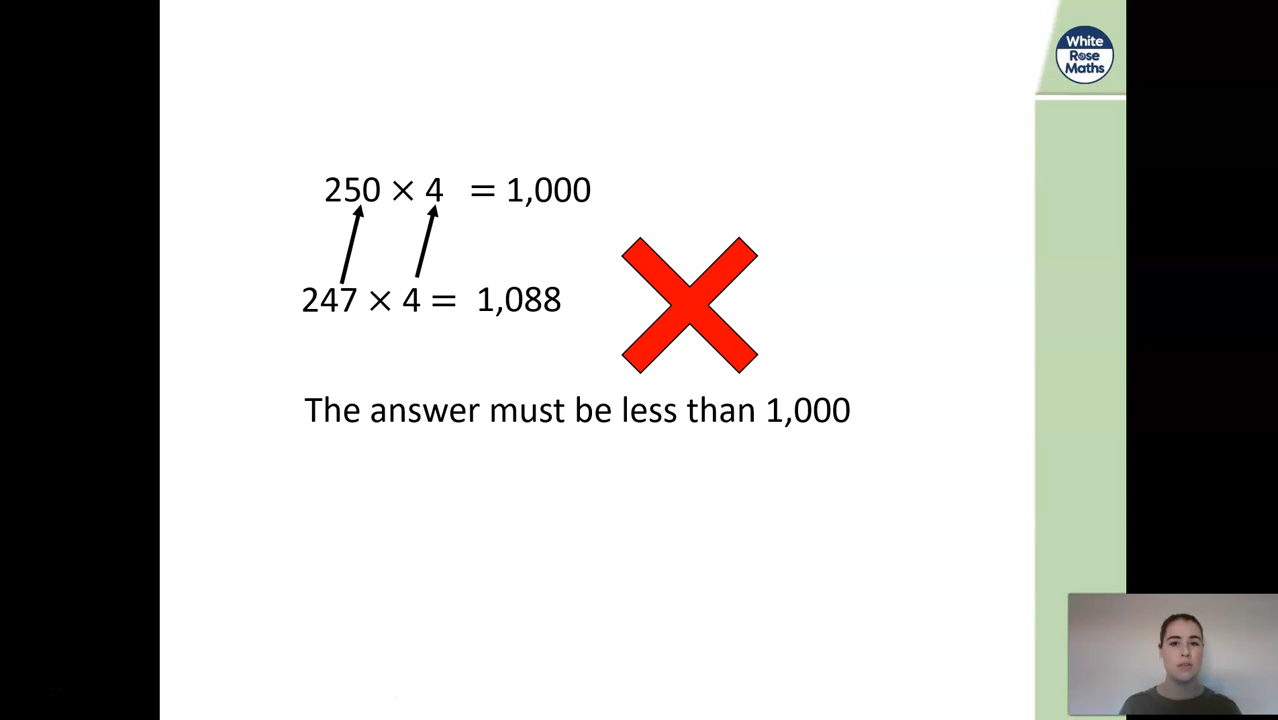 White
Rose
Maths
250 × 4 = 1,000
247 × 4 = 1,088
The answer must be less than 1,000